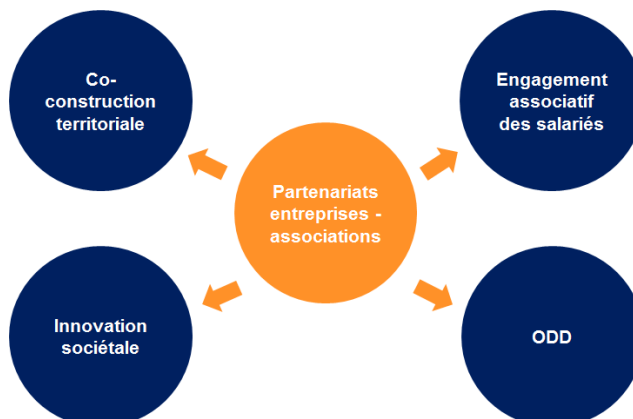 Co-
construction
territoriale
Engagement
associatif
des salariés
Partenariats
entreprises -
associations
Innovation
sociétale
ODD